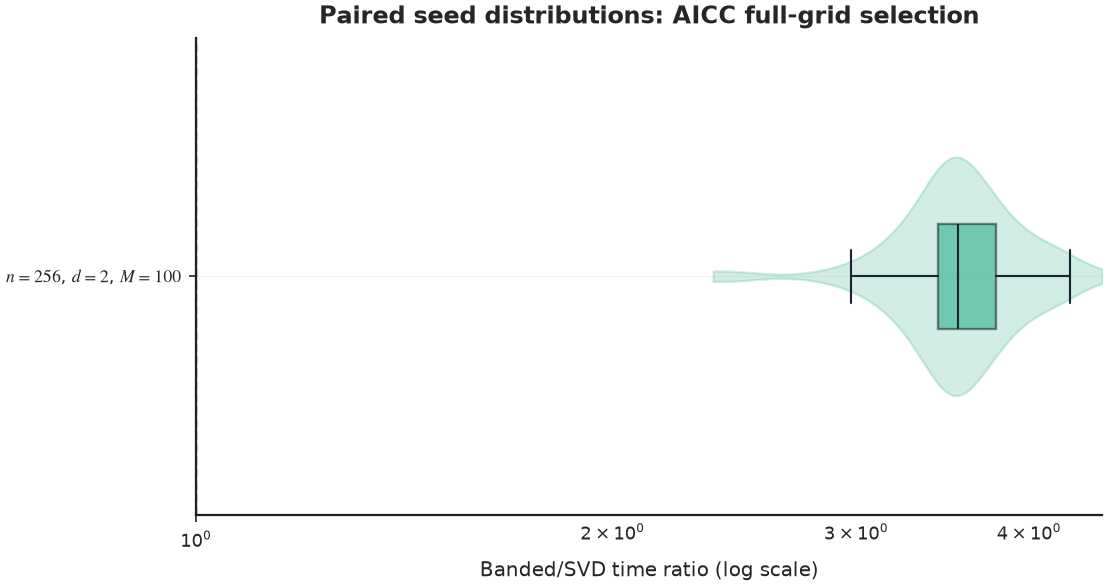 Paired seed distributions: AICC full-grid selection
n = 256, d = 2, M = 100
10⁰
2 × 10⁰
3 × 10⁰
4 × 10⁰
Banded/SVD time ratio (log scale)